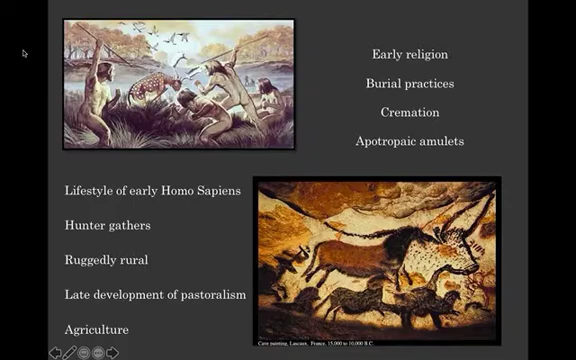 Early religion
Burial practices
Cremation
Apotropaic amulets
Lifestyle of early Homo Sapiens
Hunter gathers
Ruggedly rural
Late development of pastoralism
Agriculture
Cave painting, Lascaux, France, 15,000 to 10,000 B.C.